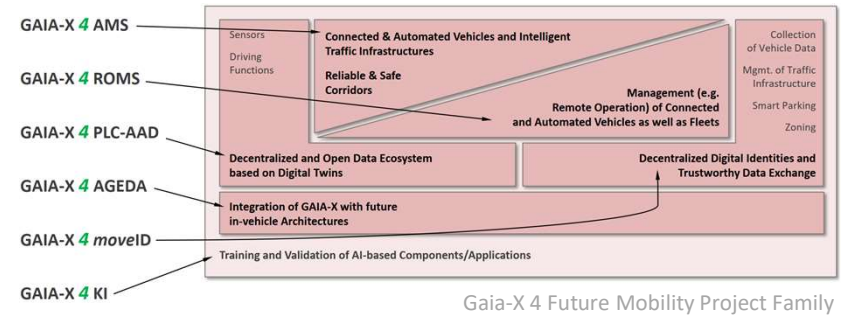 GAIA-X 4 AMS
GAIA-X 4 ROMS
GAIA-X 4 PLC-AAD
GAIA-X 4 AGEDA
GAIA-X 4 moveID
GAIA-X 4 KI
Sensors
Driving
Functions
Connected & Automated Vehicles and Intelligent
Traffic Infrastructures
Reliable & Safe
Corridors
Management (e.g.
Remote Operation) of Connected
and Automated Vehicles as well as Fleets
Collection
of Vehicle Data
Mgmt. of Traffic
Infrastructure
Smart Parking
Zoning
Decentralized and Open Data Ecosystem
based on Digital Twins
Decentralized Digital Identities and
Trustworthy Data Exchange
Integration of GAIA-X with future
in-vehicle Architectures
Training and Validation of AI-based Components/Applications
Gaia-X 4 Future Mobility Project Family